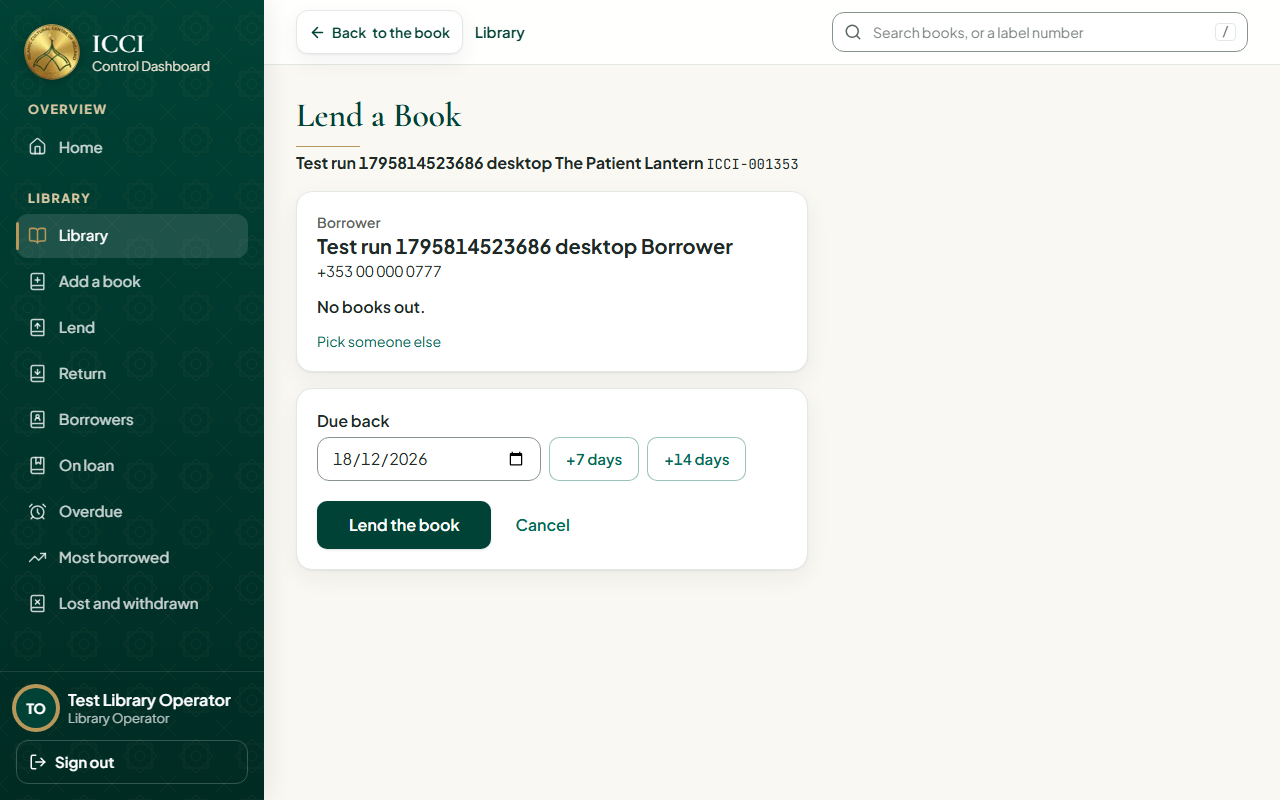 ICCI
Control Dashboard
OVERVIEW
Home
LIBRARY
Library
Add a book
Lend
Return
Borrowers
On loan
Overdue
Most borrowed
Lost and withdrawn
TO
Test Library Operator
Library Operator
Sign out
Back to the book
Library
Search books, or a label number
/
Lend a Book
Test run 1795814523686 desktop The Patient Lantern ICCI-001353
Borrower
Test run 1795814523686 desktop Borrower
+353 00 000 0777
No books out.
Pick someone else
Due back
18/12/2026
+7 days
+14 days
Lend the book
Cancel